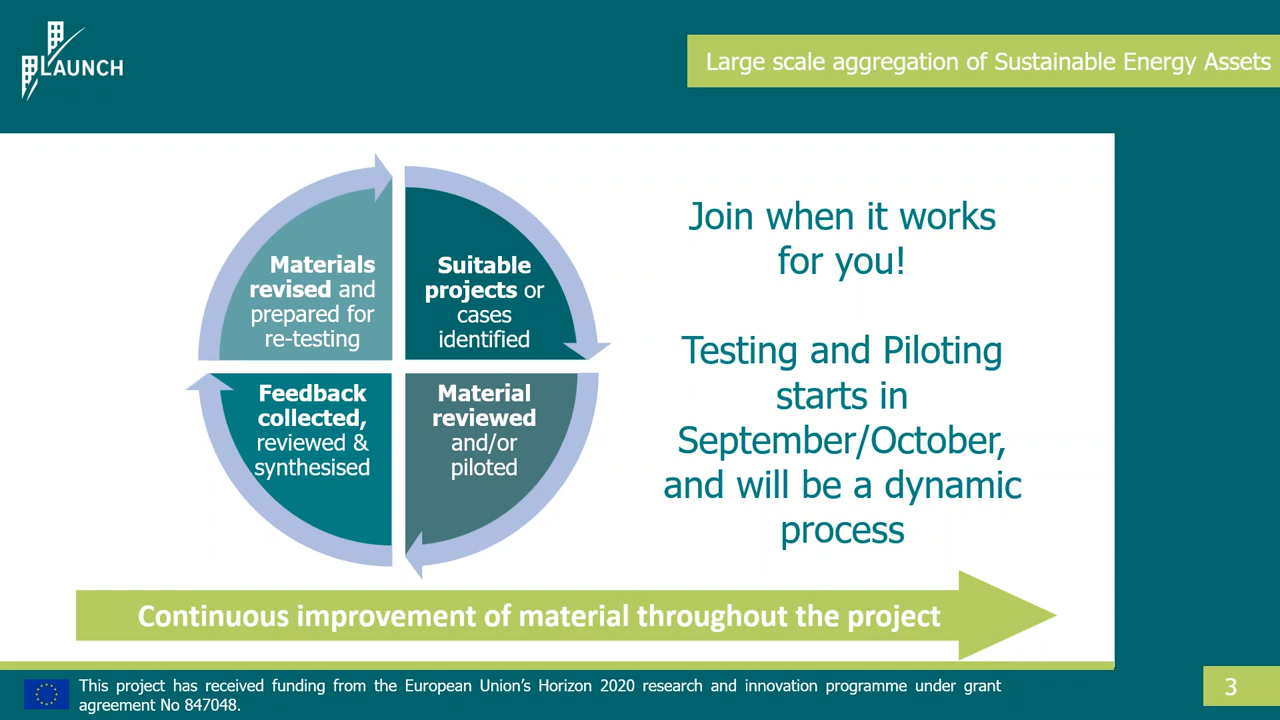 LAUNCH
Large scale aggregation of Sustainable Energy Assets
Materials
revised and
prepared for
re-testing
Suitable
projects or
cases
identified
Feedback
collected,
reviewed &
synthesised
Material
reviewed
and/or
piloted
Join when it works
for you!
Testing and Piloting
starts in
September/October,
and will be a dynamic
process
Continuous improvement of material throughout the project
This project has received funding from the European Union’s Horizon 2020 research and innovation programme under grant
agreement No 847048.
3